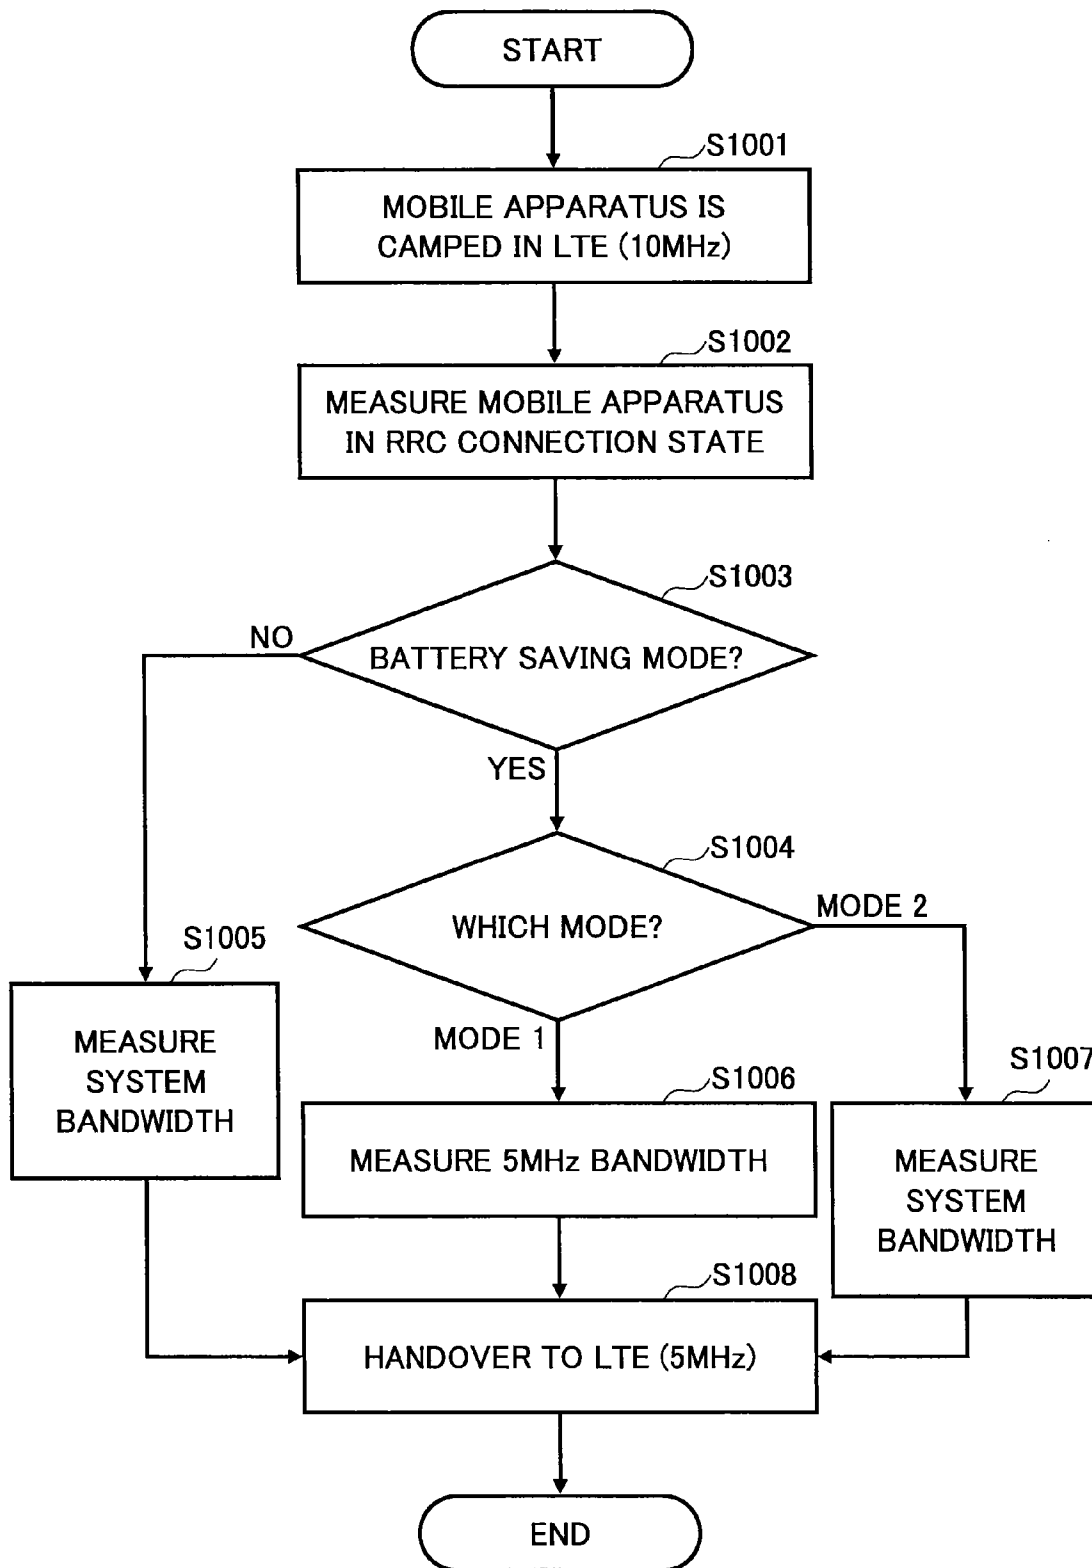 START
S1001
MOBILE APPARATUS IS
CAMPED IN LTE (10MHz)
S1002
MEASURE MOBILE APPARATUS
IN RRC CONNECTION STATE
S1003
NO
BATTERY SAVING MODE?
YES
S1004
MODE 2
WHICH MODE?
S1005
MODE 1
MEASURE
SYSTEM
BANDWIDTH
S1006
S1007
MEASURE 5MHz BANDWIDTH
MEASURE
SYSTEM
BANDWIDTH
S1008
HANDOVER TO LTE (5MHz)
END